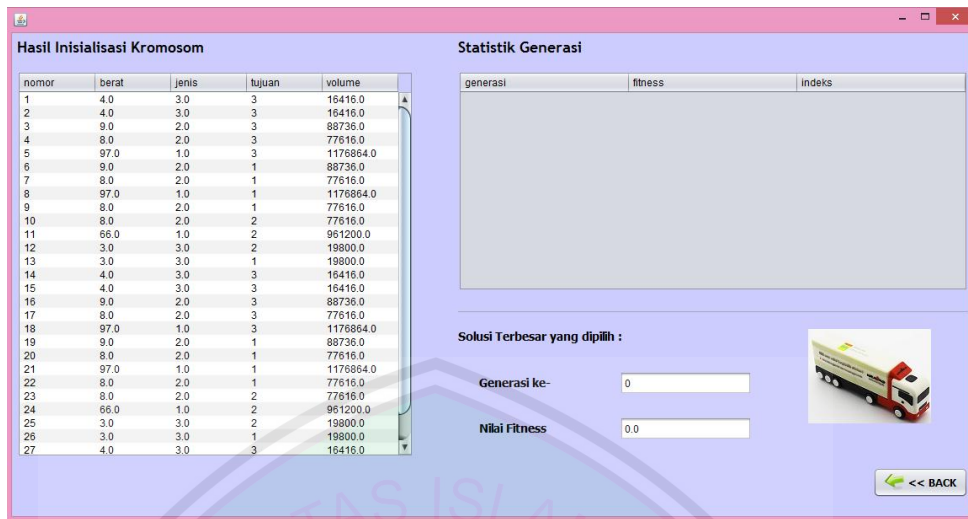 Hasil Inisialisasi Kromosom
nomor berat jenis tujuan volume
1 4.0 3.0 3 16416.0
2 4.0 3.0 3 16416.0
3 9.0 2.0 3 88736.0
4 8.0 2.0 3 77616.0
5 97.0 1.0 3 1176864.0
6 9.0 2.0 1 88736.0
7 8.0 2.0 1 77616.0
8 97.0 1.0 1 1176864.0
9 8.0 2.0 1 77616.0
10 8.0 2.0 2 77616.0
11 66.0 1.0 2 961200.0
12 3.0 3.0 2 19800.0
13 3.0 3.0 1 19800.0
14 4.0 3.0 3 16416.0
15 4.0 3.0 3 16416.0
16 9.0 2.0 3 88736.0
17 8.0 2.0 3 77616.0
18 97.0 1.0 3 1176864.0
19 9.0 2.0 1 88736.0
20 8.0 2.0 1 77616.0
21 97.0 1.0 1 1176864.0
22 8.0 2.0 1 77616.0
23 8.0 2.0 2 77616.0
24 66.0 1.0 2 961200.0
25 3.0 3.0 2 19800.0
26 3.0 3.0 1 19800.0
27 4.0 3.0 3 16416.0
Statistik Generasi
generasi fitness indeks
Solusi Terbesar yang dipilih :
Generasi ke- 0
Nilai Fitness 0.0
<< BACK
TAS ISLA